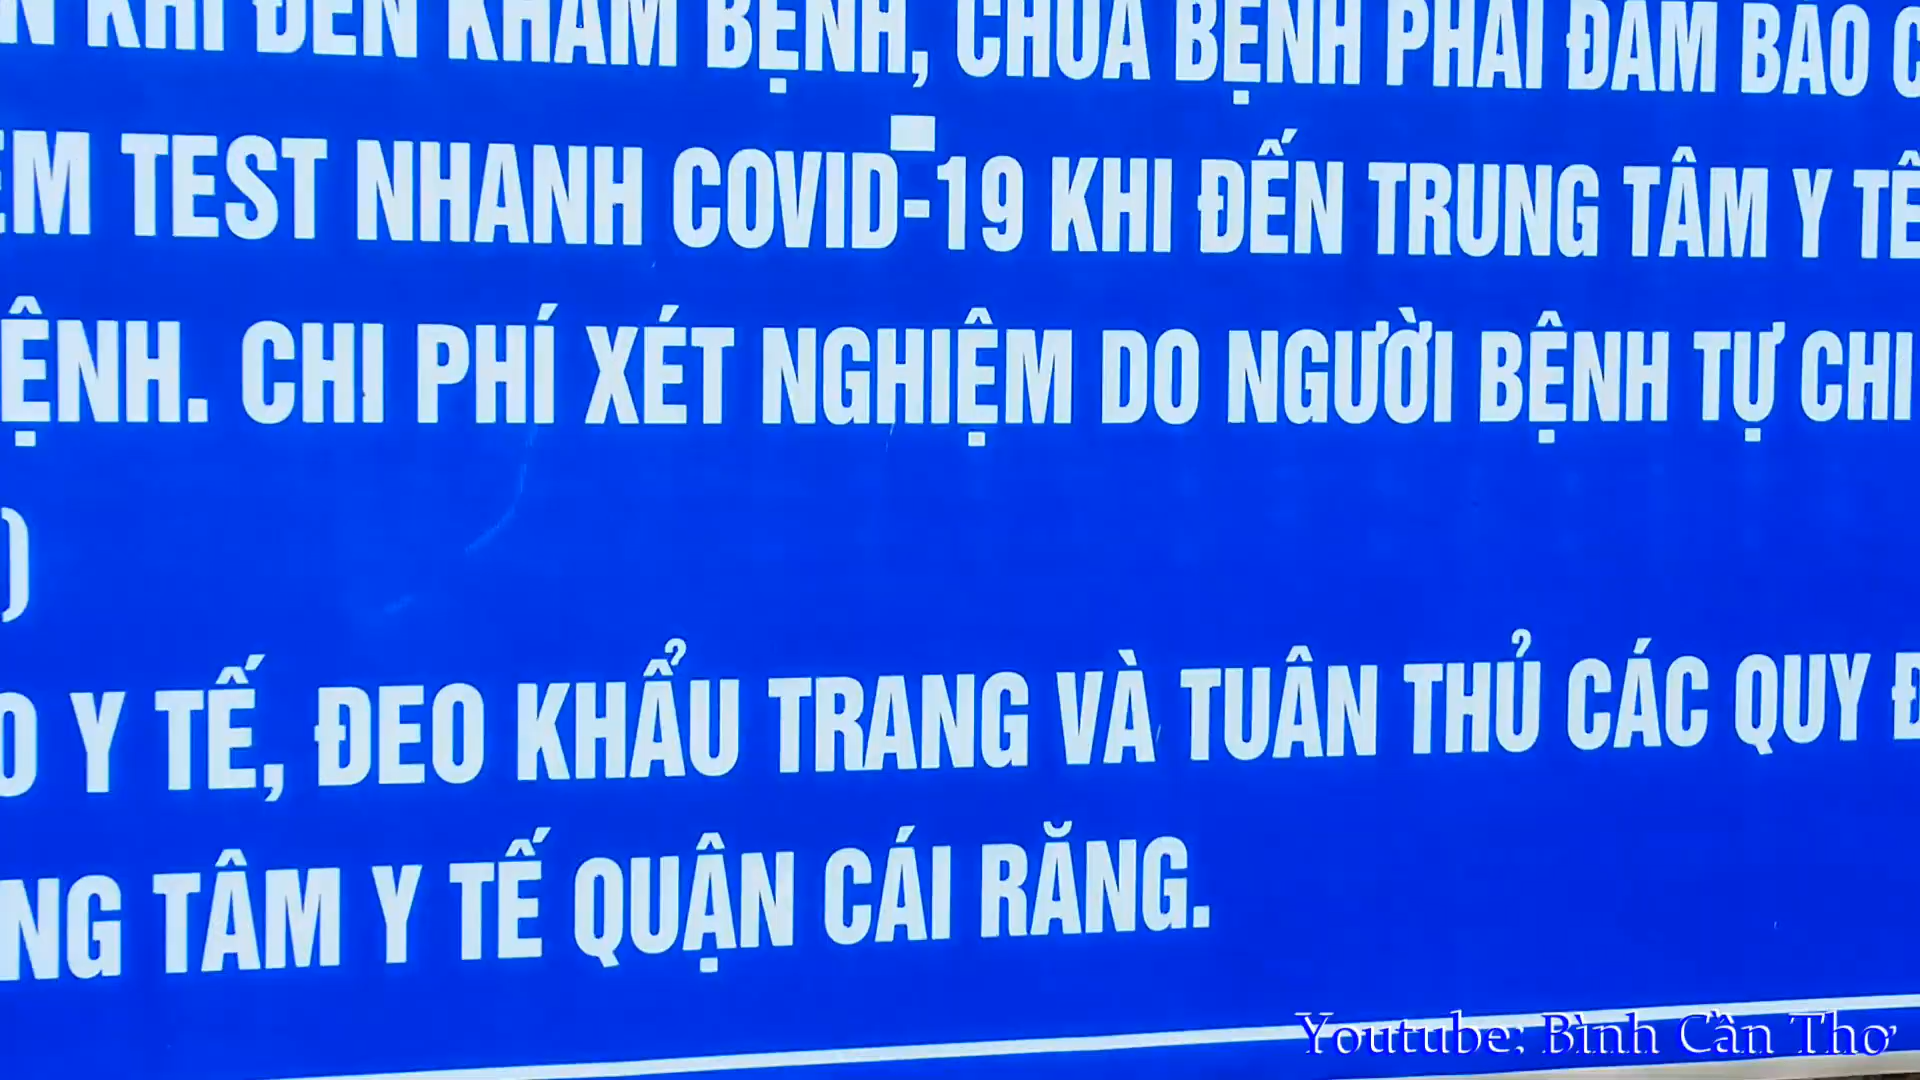 KHI ĐẾN KHÁM BỆNH, CHỮA BỆNH PHẢI ĐẢM BẢO
TEST NHANH COVID-19 KHI ĐẾN TRUNG TÂM Y TẾ
ỆNH. CHI PHÍ XÉT NGHIỆM DO NGƯỜI BỆNH TỰ CHI
)
Y TẾ, ĐEO KHẨU TRANG VÀ TUÂN THỦ CÁC QUY
NG TÂM Y TẾ QUẬN CÁI RĂNG.
Youtube: Bình Cần Thơ